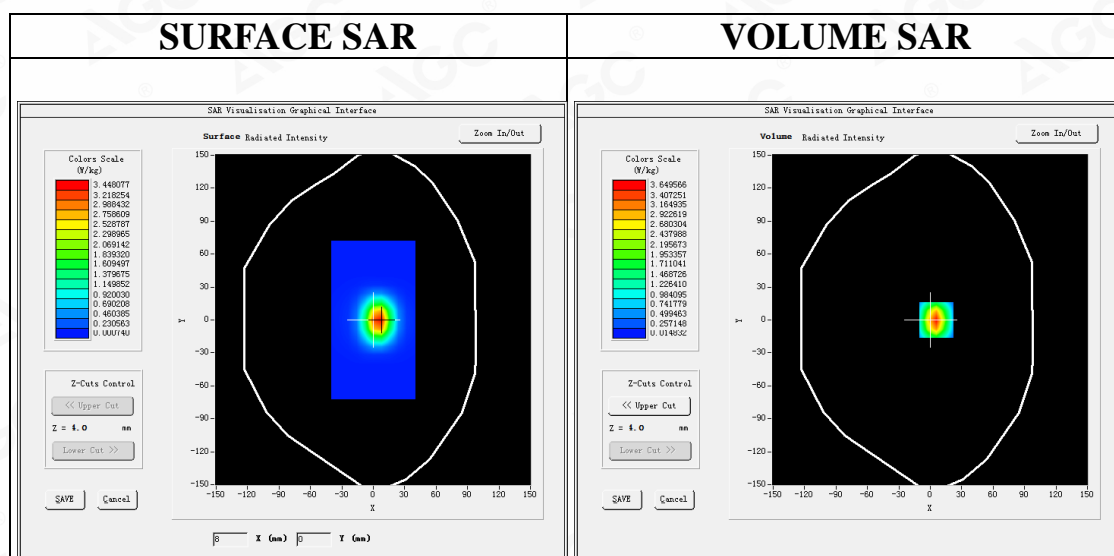 SURFACE SAR
VOLUME SAR
SAR Visualisation Graphical Interface
Surface Radiated Intensity
Zoom In/Out
Colors Scale
(W/kg)
3.448077
3.218254
2.988432
2.758609
2.528787
2.298965
2.069142
1.839320
1.609497
1.379675
1.149852
0.920030
0.690208
0.460385
0.230563
0.000740
Z-Cuts Control
<< Upper Cut
Z = 4.0 mm
Lower Cut >>
SAVE Cancel
150
120
90
60
30
0
-30
-60
-90
-120
-150
Y
-150 -120 -90 -60 -30 0 30 60 90 120 150
X
8 X (mm) 0 Y (mm)
SAR Visualisation Graphical Interface
Volume Radiated Intensity
Zoom In/Out
Colors Scale
(W/kg)
3.649566
3.407251
3.164935
2.922619
2.680304
2.437988
2.195673
1.953357
1.711041
1.468726
1.226410
0.984095
0.741779
0.499463
0.257148
0.014832
Z-Cuts Control
<< Upper Cut
Z = 4.0 mm
Lower Cut >>
SAVE Cancel
150
120
90
60
30
0
-30
-60
-90
-120
-150
Y
-150 -120 -90 -60 -30 0 30 60 90 120 150
X